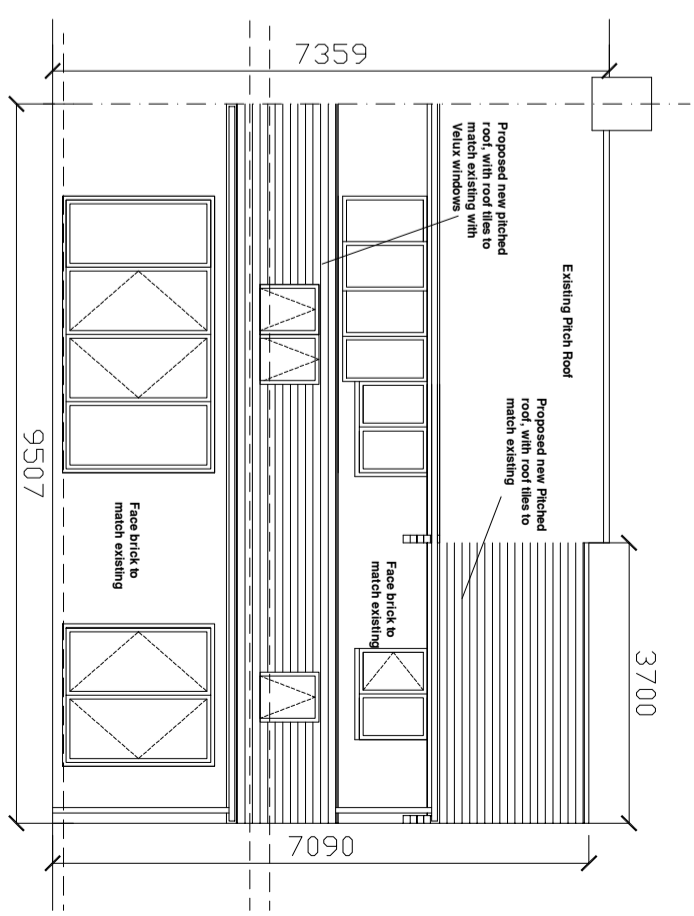 7359
Proposed new pitched
roof, with roof tiles to
match existing with
Velux windows
Existing Pitch Roof
Proposed new Pitched
roof, with roof tiles to
match existing
9507
Face brick to
match existing
Face brick to
match existing
3700
7090